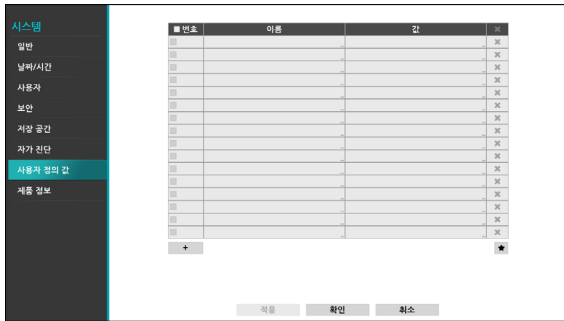 시스템
일반
날짜/시간
사용자
보안
저장 공간
자가 진단
사용자 정의 값
제품 정보
번호 이름 값
+
적용 확인 취소